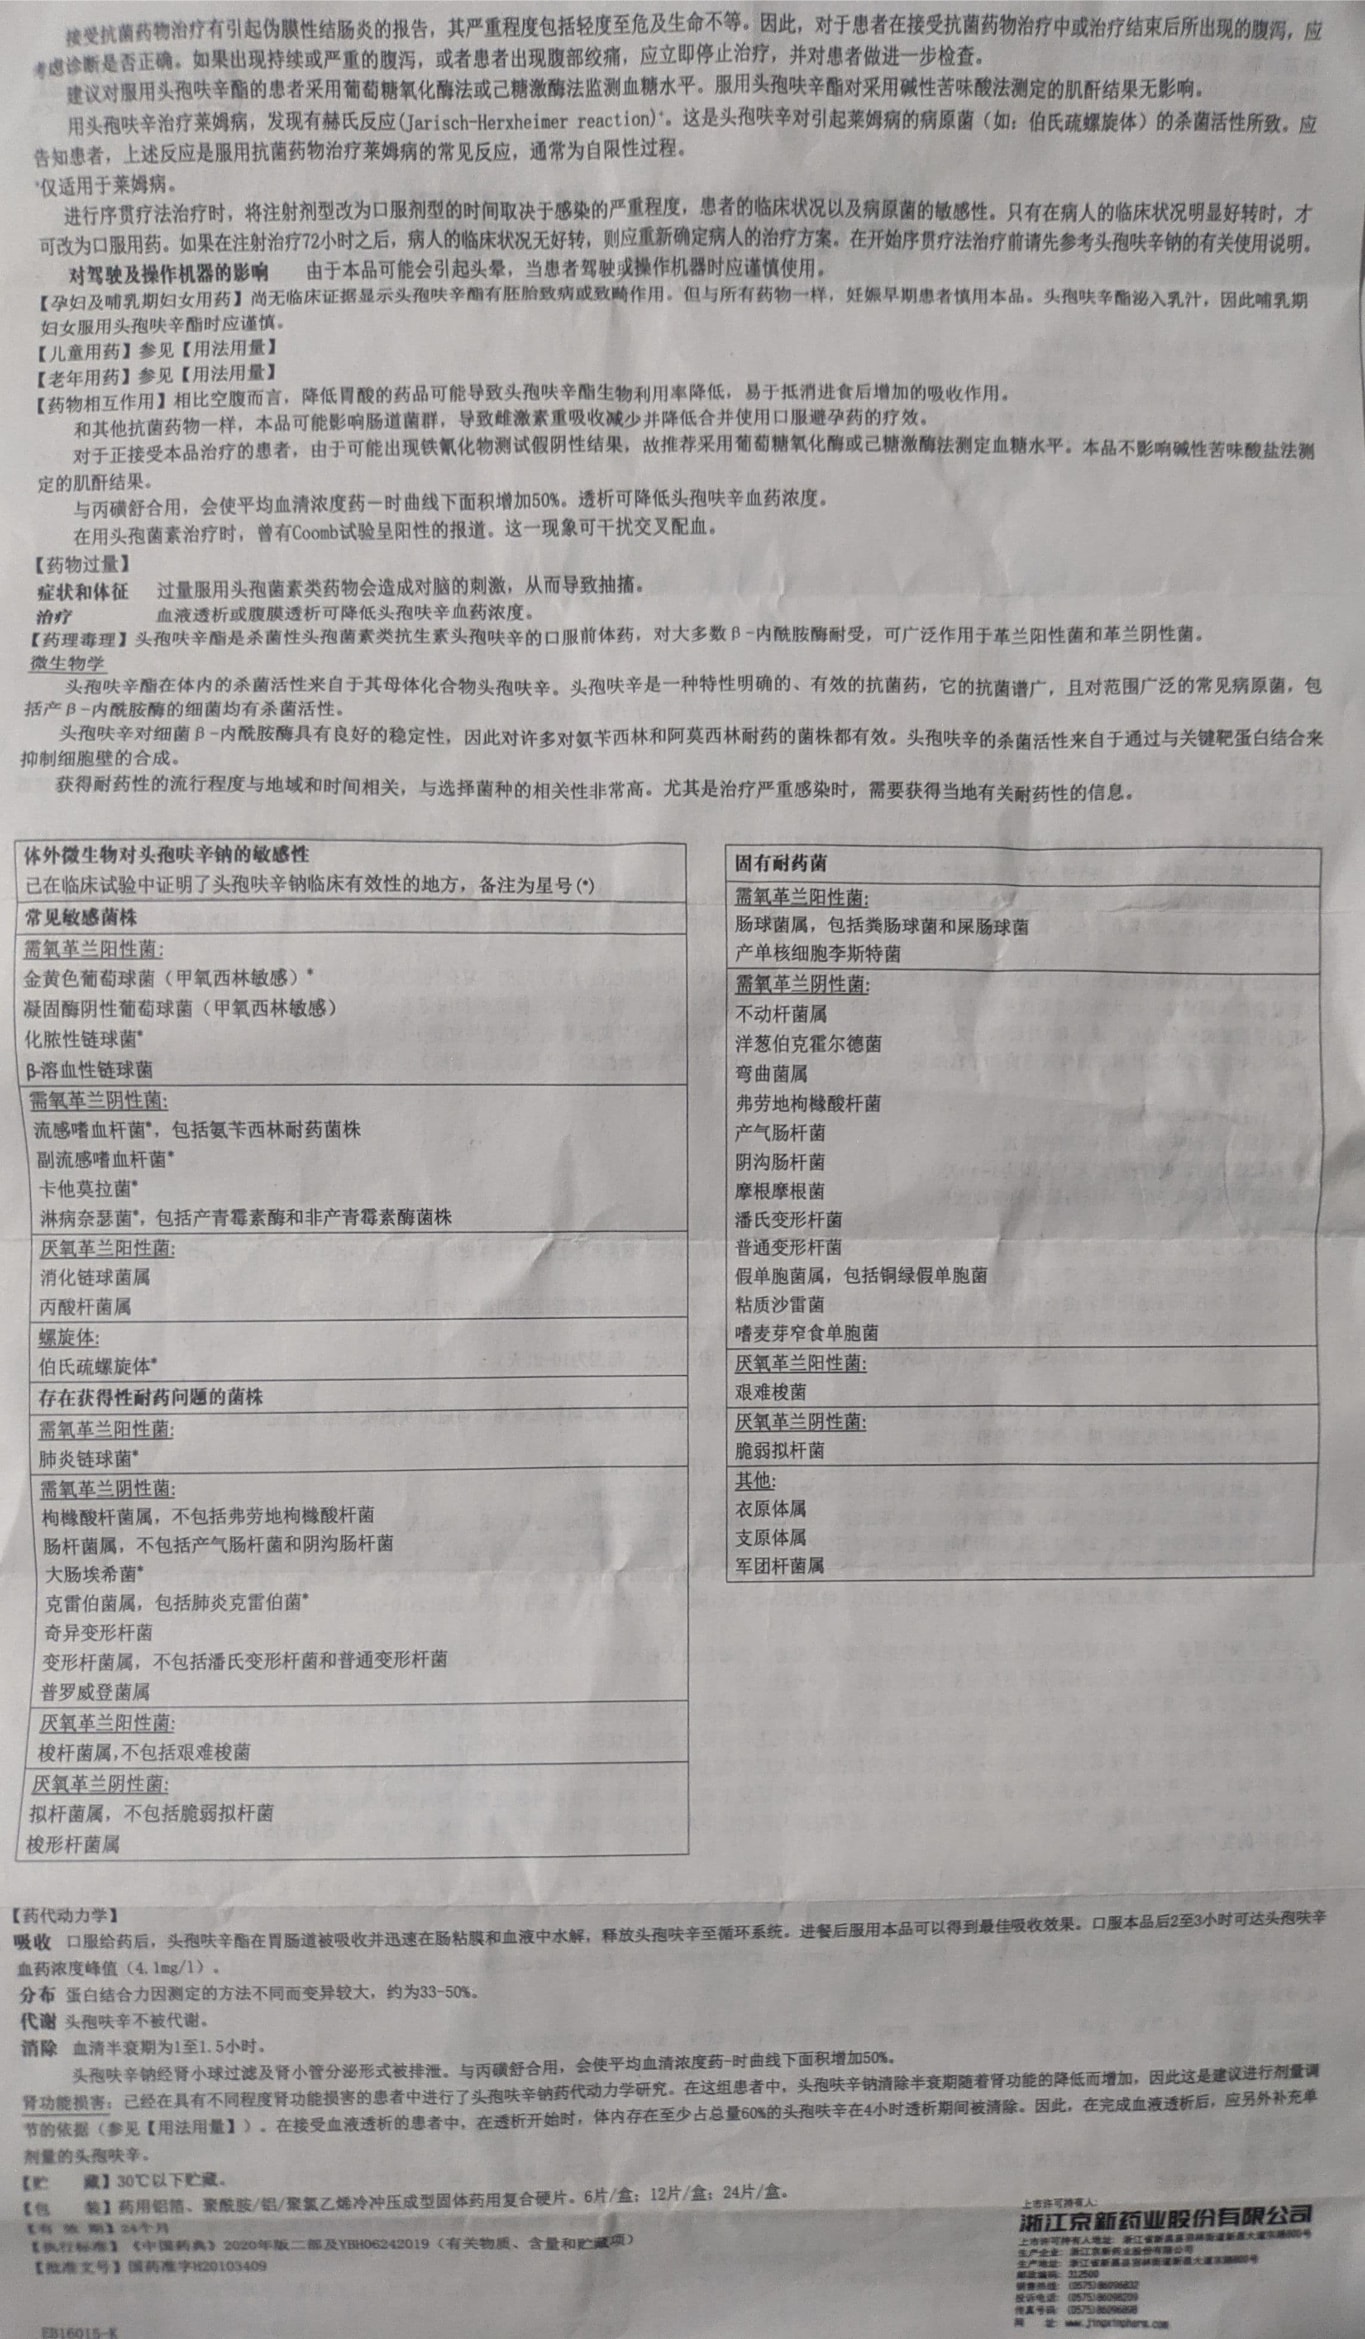 接受抗菌药物治疗有引起伪膜性结肠炎的报告，其严重程度包括轻度至危及生命不等。因此，对于患者在接受抗菌药物治疗中或治疗结束后所出现的腹泻，应
考虑诊断是否正确。如果出现持续或严重的腹泻，或者患者出现腹部绞痛，应立即停止治疗，并对患者做进一步检查。
建议对服用头孢呋辛酯的患者采用葡萄糖氧化酶法或己糖激酶法监测血糖水平。服用头孢呋辛酯对采用碱性苦味酸法测定的肌酐结果无影响。
用头孢呋辛治疗莱姆病，发现有赫氏反应(Jarisch-Herxheimer reaction)*。这是头孢呋辛对引起莱姆病的病原菌（如：伯氏疏螺旋体）的杀菌活性所致。应
告知患者，上述反应是服用抗菌药物治疗莱姆病的常见反应，通常为自限性过程。
*仅适用于莱姆病。
进行序贯疗法治疗时，将注射剂型改为口服剂型的时间取决于感染的严重程度，患者的临床状况以及病原菌的敏感性。只有在病人的临床状况明显好转时，才
可改为口服用药。如果在注射治疗72小时之后，病人的临床状况无好转，则应重新确定病人的治疗方案。在开始序贯疗法治疗前请先参考头孢呋辛钠的有关使用说明。
对驾驶及操作机器的影响 由于本品可能会引起头晕，当患者驾驶或操作机器时应谨慎使用。
【孕妇及哺乳期妇女用药】尚无临床证据显示头孢呋辛酯有胚胎致病或致畸作用。但与所有药物一样，妊娠早期患者慎用本品。头孢呋辛酯泌入乳汁，因此哺乳期
妇女服用头孢呋辛酯时应谨慎。
【儿童用药】参见【用法用量】
【老年用药】参见【用法用量】
【药物相互作用】相比空腹而言，降低胃酸的药品可能导致头孢呋辛酯生物利用率降低，易于抵消进食后增加的吸收作用。
和其他抗菌药物一样，本品可能影响肠道菌群，导致雌激素重吸收减少并降低合并使用口服避孕药的疗效。
对于正接受本品治疗的患者，由于可能出现铁氰化物测试假阴性结果，故推荐采用葡萄糖氧化酶或己糖激酶法测定血糖水平。本品不影响碱性苦味酸盐法测
定的肌酐结果。
与丙磺舒合用，会使平均血清浓度药一时曲线下面积增加50%。透析可降低头孢呋辛血药浓度。
在用头孢菌素治疗时，曾有Coomb试验呈阳性的报道。这一现象可干扰交叉配血。
【药物过量】
症状和体征 过量服用头孢菌素类药物会造成对脑的刺激，从而导致抽搐。
治疗 血液透析或腹膜透析可降低头孢呋辛血药浓度。
【药理毒理】头孢呋辛酯是杀菌性头孢菌素类抗生素头孢呋辛的口服前体药，对大多数β-内酰胺酶耐受，可广泛作用于革兰阳性菌和革兰阴性菌。
微生物学
头孢呋辛酯在体内的杀菌活性来自于其母体化合物头孢呋辛。头孢呋辛是一种特性明确的、有效的抗菌药，它的抗菌谱广，且对范围广泛的常见病原菌，包
括产β-内酰胺酶的细菌均有杀菌活性。
头孢呋辛对细菌β-内酰胺酶具有良好的稳定性，因此对许多对氨苄西林和阿莫西林耐药的菌株都有效。头孢呋辛的杀菌活性来自于通过与关键靶蛋白结合来
抑制细胞壁的合成。
获得耐药性的流行程度与地域和时间相关，与选择菌种的相关性非常高。尤其是治疗严重感染时，需要获得当地有关耐药性的信息。
体外微生物对头孢呋辛钠的敏感性
已在临床试验中证明了头孢呋辛钠临床有效性的地方，备注为星号(*)
常见敏感菌株
需氧革兰阳性菌:
金黄色葡萄球菌（甲氧西林敏感）*
凝固酶阴性葡萄球菌（甲氧西林敏感）
化脓性链球菌*
β-溶血性链球菌
需氧革兰阴性菌:
流感嗜血杆菌*，包括氨苄西林耐药菌株
副流感嗜血杆菌*
卡他莫拉菌*
淋病奈瑟菌*，包括产青霉素酶和非产青霉素酶菌株
厌氧革兰阳性菌:
消化链球菌属
丙酸杆菌属
螺旋体:
伯氏疏螺旋体*
存在获得性耐药问题的菌株
需氧革兰阳性菌:
肺炎链球菌*
需氧革兰阴性菌:
枸橼酸杆菌属，不包括弗劳地枸橼酸杆菌
肠杆菌属，不包括产气肠杆菌和阴沟肠杆菌
大肠埃希菌*
克雷伯菌属，包括肺炎克雷伯菌*
奇异变形杆菌
变形杆菌属，不包括潘氏变形杆菌和普通变形杆菌
普罗威登菌属
厌氧革兰阳性菌:
梭杆菌属,不包括艰难梭菌
厌氧革兰阴性菌:
拟杆菌属，不包括脆弱拟杆菌
梭形杆菌属
固有耐药菌
需氧革兰阳性菌:
肠球菌属，包括粪肠球菌和屎肠球菌
产单核细胞李斯特菌
需氧革兰阴性菌:
不动杆菌属
洋葱伯克霍尔德菌
弯曲菌属
弗劳地枸橼酸杆菌
产气肠杆菌
阴沟肠杆菌
摩根摩根菌
潘氏变形杆菌
普通变形杆菌
假单胞菌属，包括铜绿假单胞菌
粘质沙雷菌
嗜麦芽窄食单胞菌
厌氧革兰阳性菌:
艰难梭菌
厌氧革兰阴性菌:
脆弱拟杆菌
其他:
衣原体属
支原体属
军团杆菌属
【药代动力学】
吸收 口服给药后，头孢呋辛酯在胃肠道被吸收并迅速在肠粘膜和血液中水解，释放头孢呋辛至循环系统。进餐后服用本品可以得到最佳吸收效果。口服本品后2至3小时可达头孢呋辛
血药浓度峰值（4.1mg/l）。
分布 蛋白结合力因测定的方法不同而变异较大，约为33-50%。
代谢 头孢呋辛不被代谢。
消除 血清半衰期为1至1.5小时。
头孢呋辛钠经肾小球过滤及肾小管分泌形式被排泄。与丙磺舒合用，会使平均血清浓度药-时曲线下面积增加50%。
肾功能损害：已经在具有不同程度肾功能损害的患者中进行了头孢呋辛钠药代动力学研究。在这组患者中，头孢呋辛钠清除半衰期随着肾功能的降低而增加，因此这是建议进行剂量调
节的依据（参见【用法用量】）。在接受血液透析的患者中，在透析开始时，体内存在至少占总量60%的头孢呋辛在4小时透析期间被清除。因此，在完成血液透析后，应另外补充单
剂量的头孢呋辛。
【贮 藏】30℃以下贮藏。
【包 装】药用铝箔、聚酰胺/铝/聚氯乙烯冷冲压成型固体药用复合硬片。6片/盒；12片/盒；24片/盒。
【有 效 期】24个月
【执行标准】《中国药典》2020年版二部及YBH06242019（有关物质、含量和贮藏项）
【批准文号】国药准字H20103409
上市许可持有人:
浙江京新药业股份有限公司
上市许可持有人地址: 浙江省新昌县羽林街道新昌大道东路800号
生产企业: 浙江京新药业股份有限公司
生产地址: 浙江省新昌县羽林街道新昌大道东路800号
邮政编码: 312500
销售热线: (0575)86096832
投诉电话: (0575)86098209
传真号码: (0575)86096898
网 址: www.jingxinpharm.com
EB16015-K